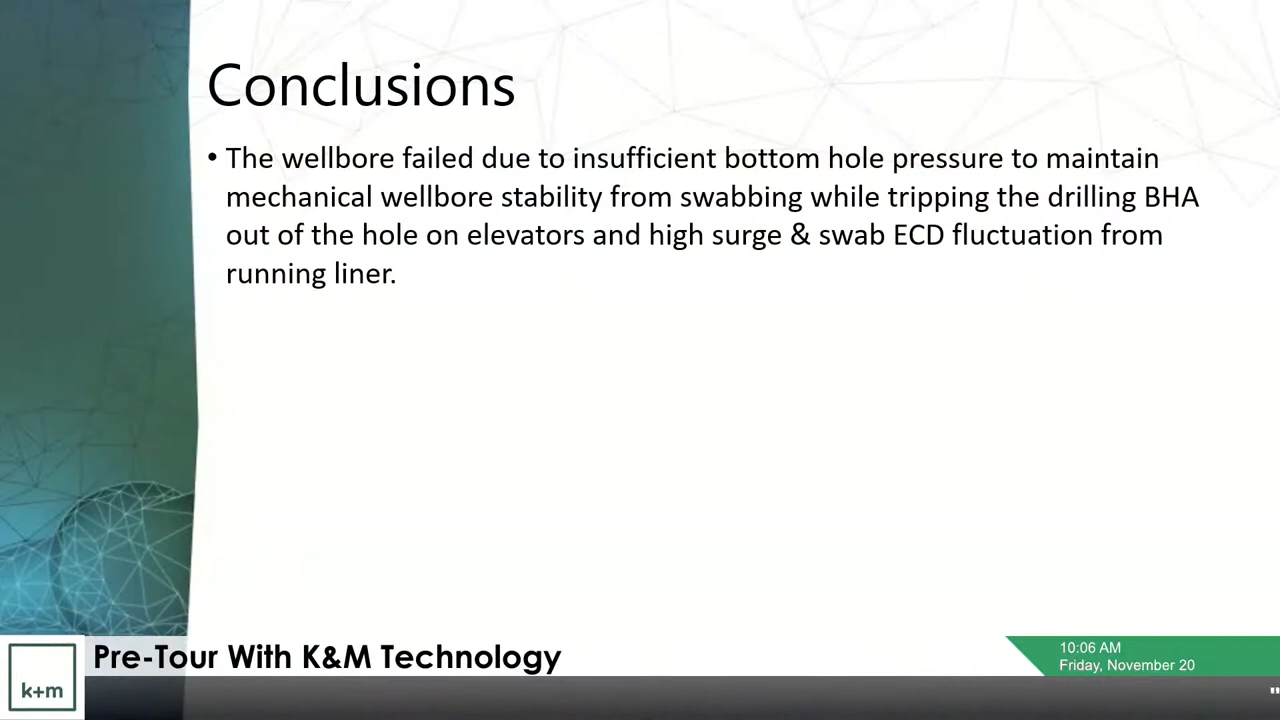 Conclusions
• The wellbore failed due to insufficient bottom hole pressure to maintain
mechanical wellbore stability from swabbing while tripping the drilling BHA
out of the hole on elevators and high surge & swab ECD fluctuation from
running liner.
Pre-Tour With K&M Technology
k+m
10:06 AM
Friday, November 20
"